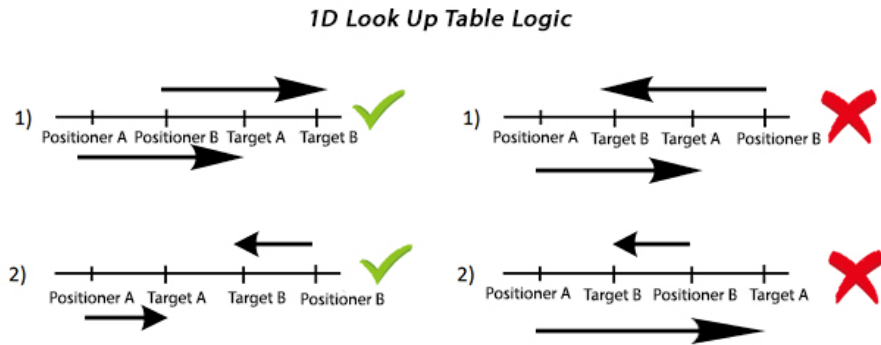 1D Look Up Table Logic
1)
Positioner A Positioner B Target A Target B
1)
Positioner A Target B Target A Positioner B
2)
Positioner A Target A Target B Positioner B
2)
Positioner A Target B Positioner B Target A